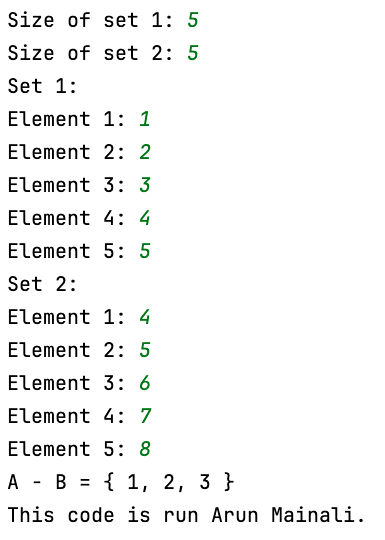 Size of set 1: 5
Size of set 2: 5
Set 1:
Element 1: 1
Element 2: 2
Element 3: 3
Element 4: 4
Element 5: 5
Set 2:
Element 1: 4
Element 2: 5
Element 3: 6
Element 4: 7
Element 5: 8
A - B = { 1, 2, 3 }
This code is run Arun Mainali.